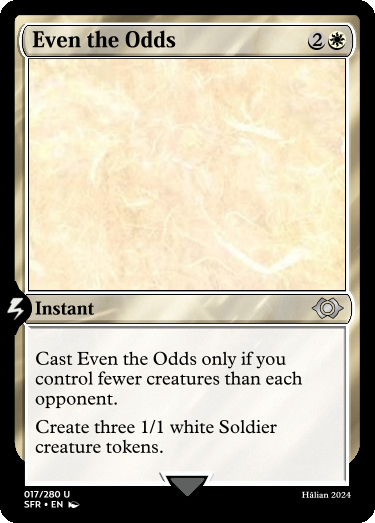 Even the Odds
2
Instant
Cast Even the Odds only if you
control fewer creatures than each
opponent.
Create three 1/1 white Soldier
creature tokens.
017/280 U
SFR • EN
Hālian 2024